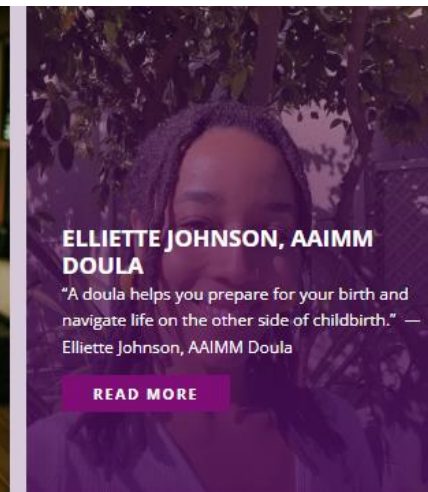 ELLIETTE JOHNSON, AAIMM
DOULA
“A doula helps you prepare for your birth and
navigate life on the other side of childbirth.” —
Elliette Johnson, AAIMM Doula
READ MORE